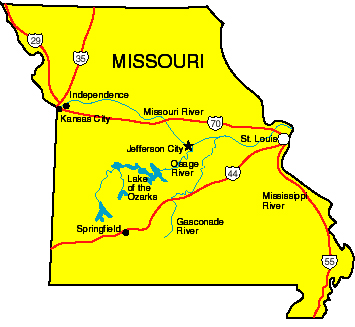 29
35
MISSOURI
Independence
Kansas City
Missouri River
70
St. Louis
Jefferson City
Osage
River
44
Lake
of the
Ozarks
Mississippi
River
Springfield
Gasconade
River
55